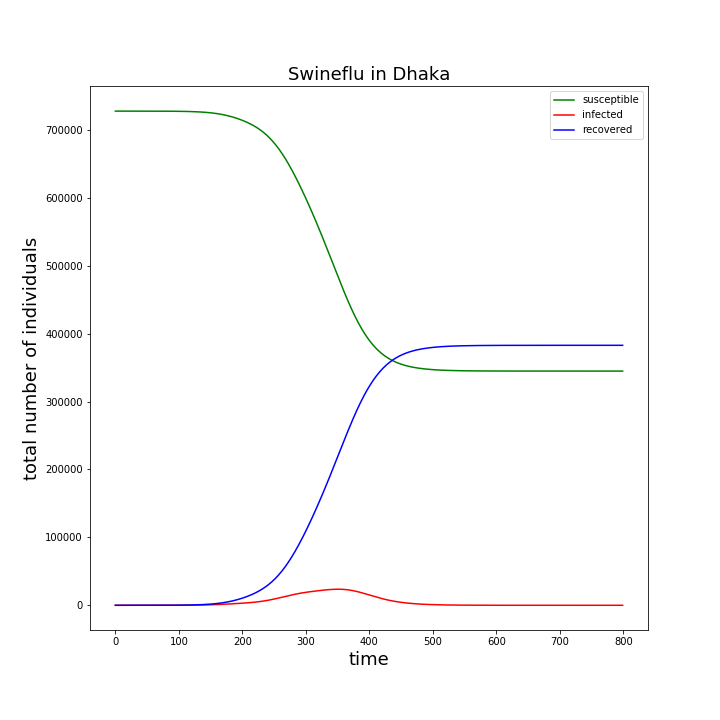 Swineflu in Dhaka
susceptible
infected
recovered
total number of individuals
700000
600000
500000
400000
300000
200000
100000
0
0 100 200 300 400 500 600 700 800
time